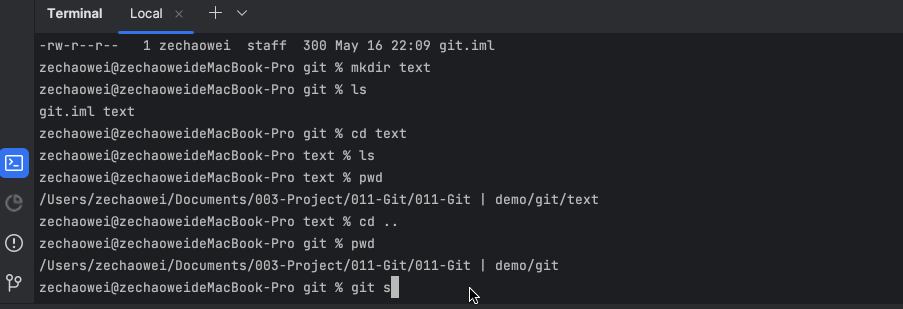 Terminal Local
-rw-r--r--   1 zechaowei  staff  300 May 16 22:09 git.iml
zechaowei@zechaoweideMacBook-Pro git % mkdir text
zechaowei@zechaoweideMacBook-Pro git % ls
git.iml text
zechaowei@zechaoweideMacBook-Pro git % cd text
zechaowei@zechaoweideMacBook-Pro text % ls
zechaowei@zechaoweideMacBook-Pro text % pwd
/Users/zechaowei/Documents/003-Project/011-Git/011-Git | demo/git/text
zechaowei@zechaoweideMacBook-Pro text % cd ..
zechaowei@zechaoweideMacBook-Pro git % pwd
/Users/zechaowei/Documents/003-Project/011-Git/011-Git | demo/git
zechaowei@zechaoweideMacBook-Pro git % git s